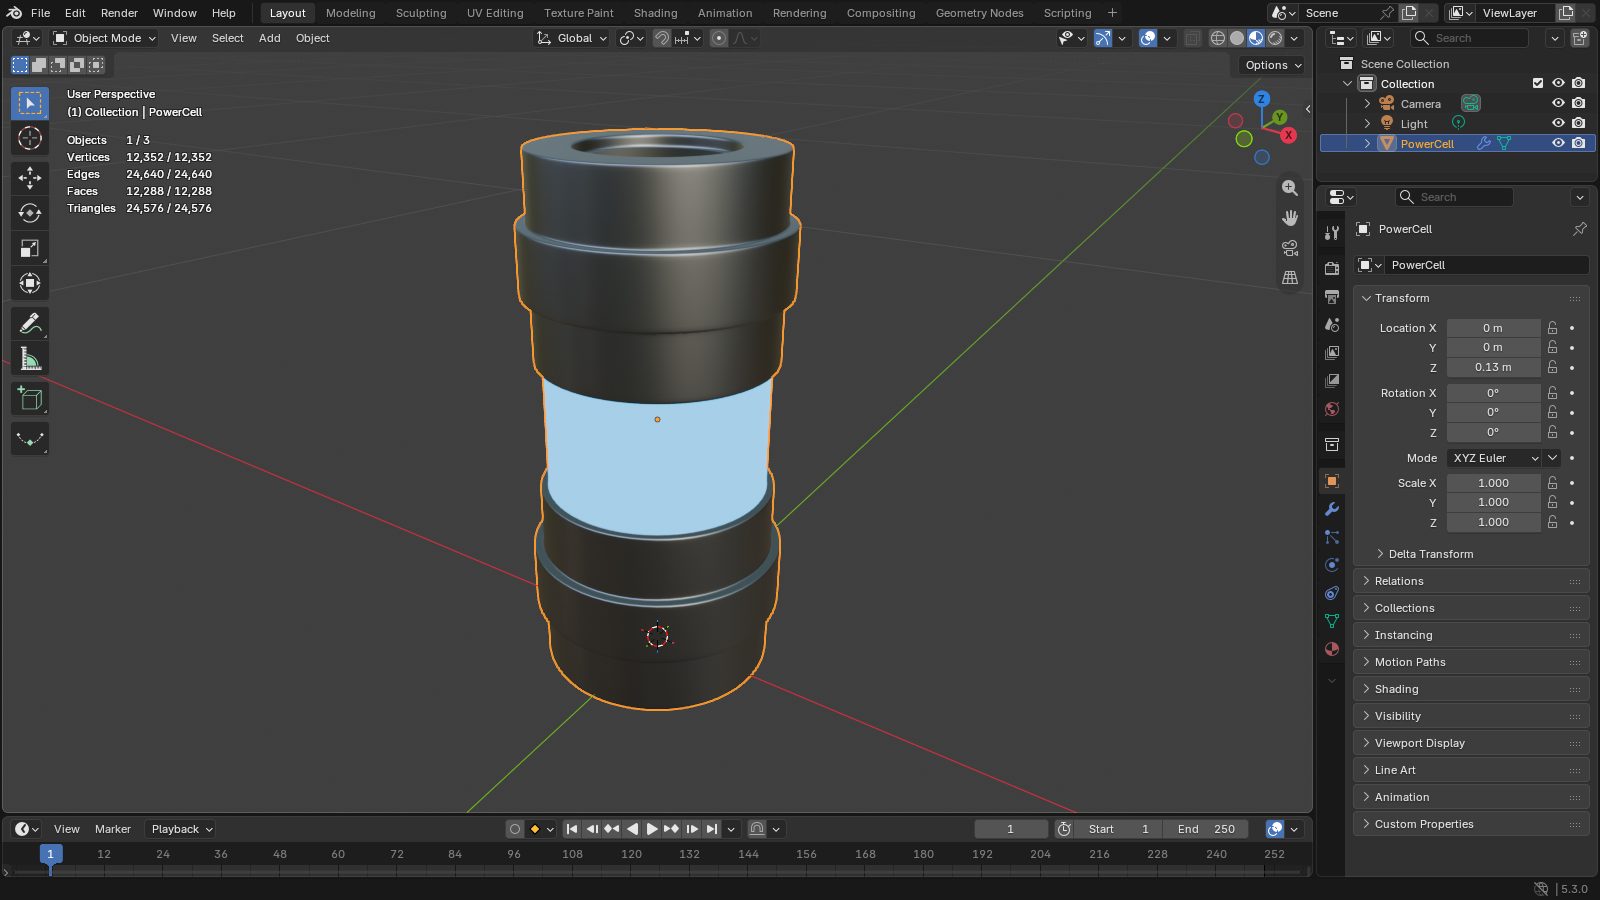 File Edit Render Window Help Layout Modeling Sculpting UV Editing Texture Paint Shading Animation Rendering Compositing Geometry Nodes Scripting + Scene ViewLayer
Object Mode View Select Add Object Global Search
Options
User Perspective
(1) Collection | PowerCell
Objects 1 / 3
Vertices 12,352 / 12,352
Edges 24,640 / 24,640
Faces 12,288 / 12,288
Triangles 24,576 / 24,576
Z
Y
X
Scene Collection
Collection
Camera
Light
PowerCell
Search
PowerCell
PowerCell
Transform
Location X 0 m
Y 0 m
Z 0.13 m
Rotation X 0°
Y 0°
Z 0°
Mode XYZ Euler
Scale X 1.000
Y 1.000
Z 1.000
Delta Transform
Relations
Collections
Instancing
Motion Paths
Shading
Visibility
Viewport Display
Line Art
Animation
Custom Properties
View Marker Playback 1 Start 1 End 250
1 12 24 36 48 60 72 84 96 108 120 132 144 156 168 180 192 204 216 228 240 252
5.3.0